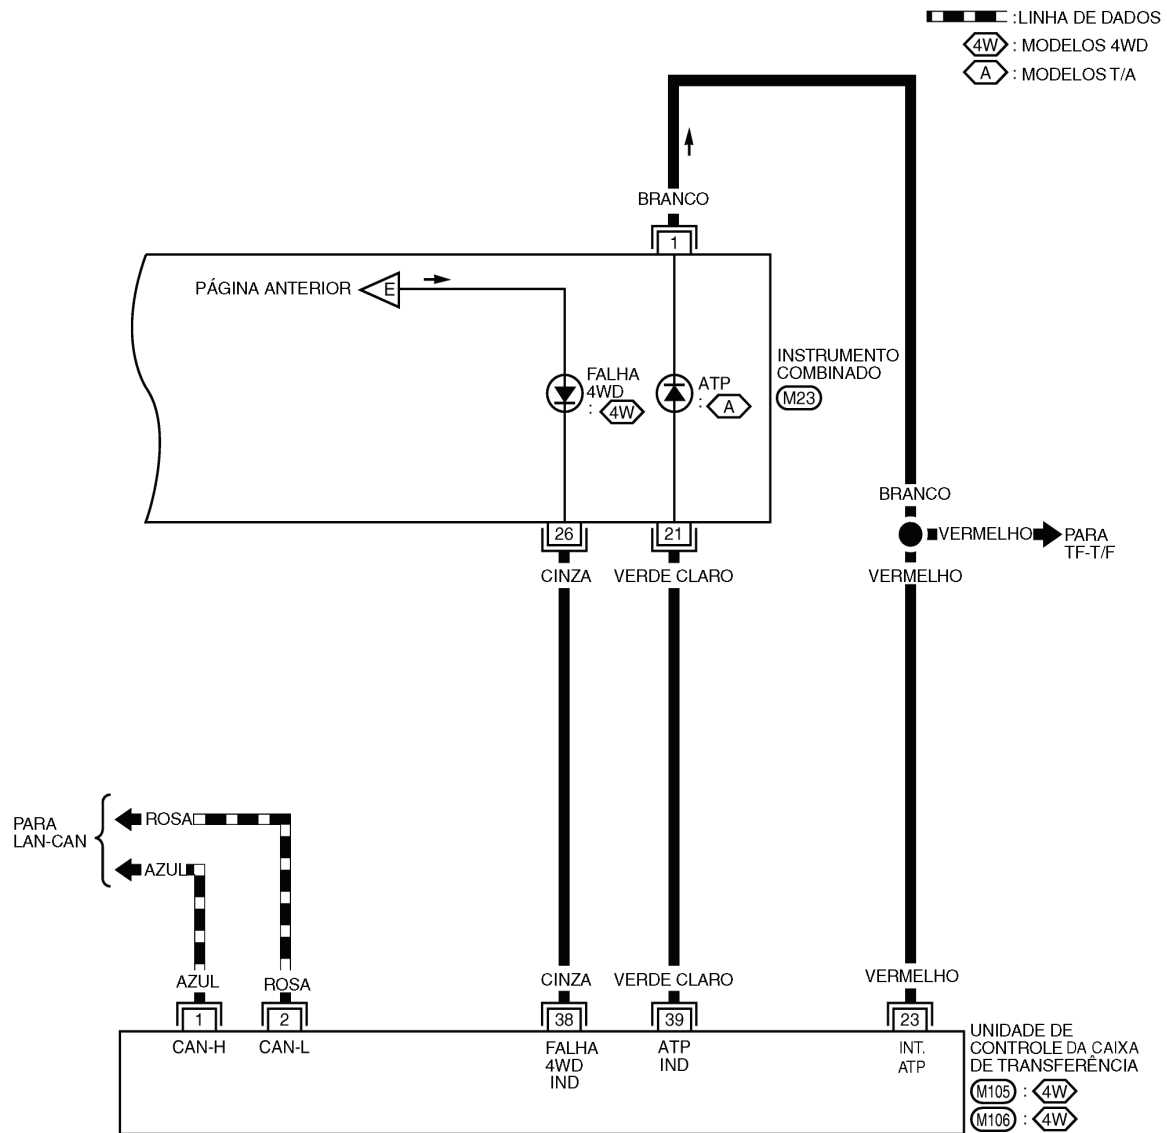 :LINHA DE DADOS
4W : MODELOS 4WD
A : MODELOS T/A
BRANCO
1
PÁGINA ANTERIOR E
FALHA
4WD
: 4W
ATP
: A
INSTRUMENTO
COMBINADO
M23
26
21
CINZA
VERDE CLARO
BRANCO
VERMELHO
PARA
TF-T/F
VERMELHO
PARA
LAN-CAN
ROSA
AZUL
AZUL
ROSA
CINZA
VERDE CLARO
VERMELHO
1
2
38
39
23
CAN-H
CAN-L
FALHA
4WD
IND
ATP
IND
INT.
ATP
UNIDADE DE
CONTROLE DA CAIXA
DE TRANSFERÊNCIA
M105 : 4W
M106 : 4W